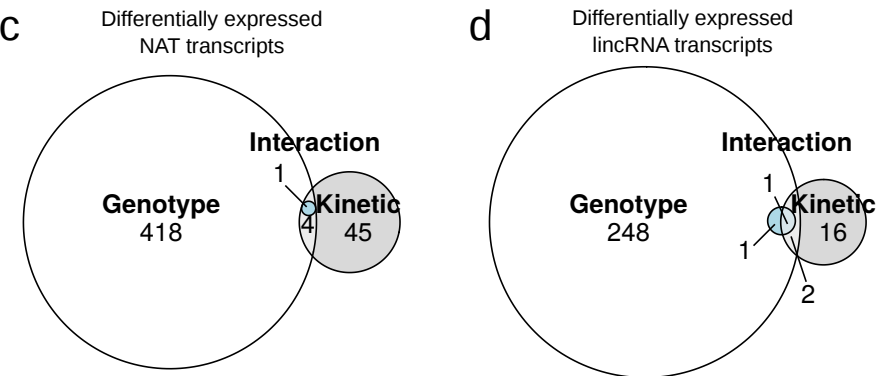 c
Differentially expressed
NAT transcripts
Interaction
1
Genotype
418
4
Kinetic
45
d
Differentially expressed
lincRNA transcripts
Interaction
1
Genotype
248
Kinetic
16
1
2